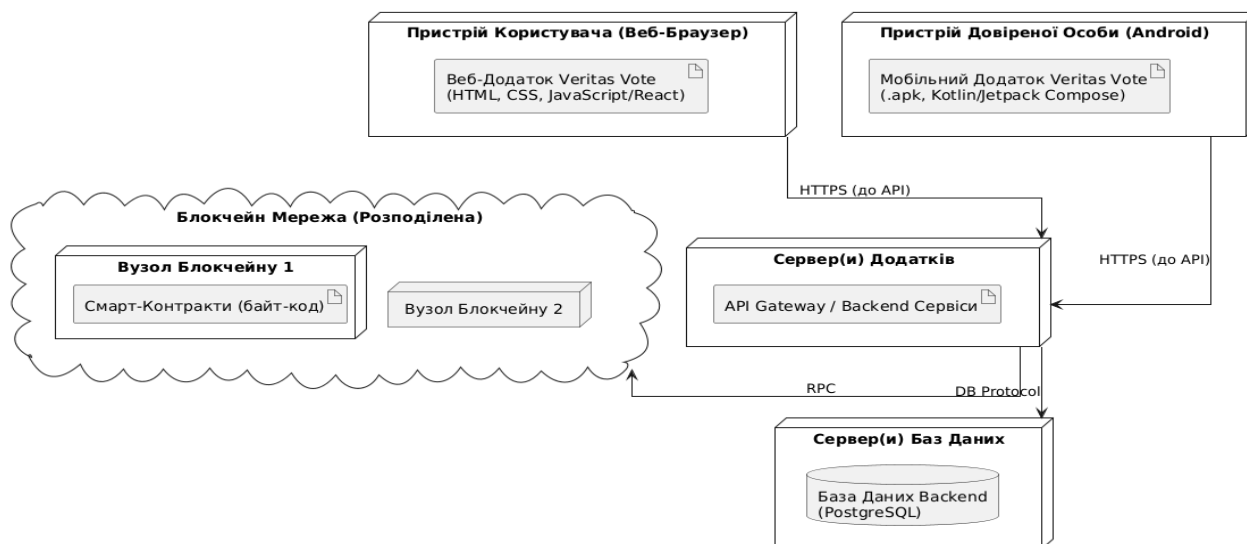 Пристрій Користувача (Веб-Браузер)
Веб-Додаток Veritas Vote
(HTML, CSS, JavaScript/React)
Пристрій Довіреної Особи (Android)
Мобільний Додаток Veritas Vote
(.apk, Kotlin/Jetpack Compose)
HTTPS (до API)
Блокчейн Мережа (Розподілена)
Вузол Блокчейну 1
Смарт-Контракти (байт-код)
Вузол Блокчейну 2
Сервер(и) Додатків
API Gateway / Backend Сервіси
HTTPS (до API)
RPC
DB Protocol
Сервер(и) Баз Даних
База Даних Backend
(PostgreSQL)